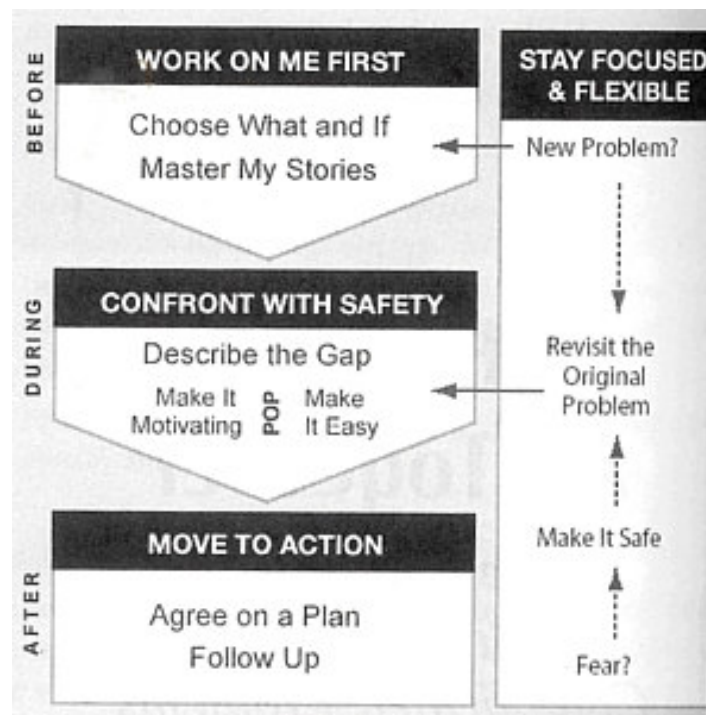 BEFORE
WORK ON ME FIRST
Choose What and If
Master My Stories
DURING
CONFRONT WITH SAFETY
Describe the Gap
Make It
Motivating
POP
Make
It Easy
AFTER
MOVE TO ACTION
Agree on a Plan
Follow Up
STAY FOCUSED
& FLEXIBLE
New Problem?
Revisit the
Original
Problem
Make It Safe
Fear?